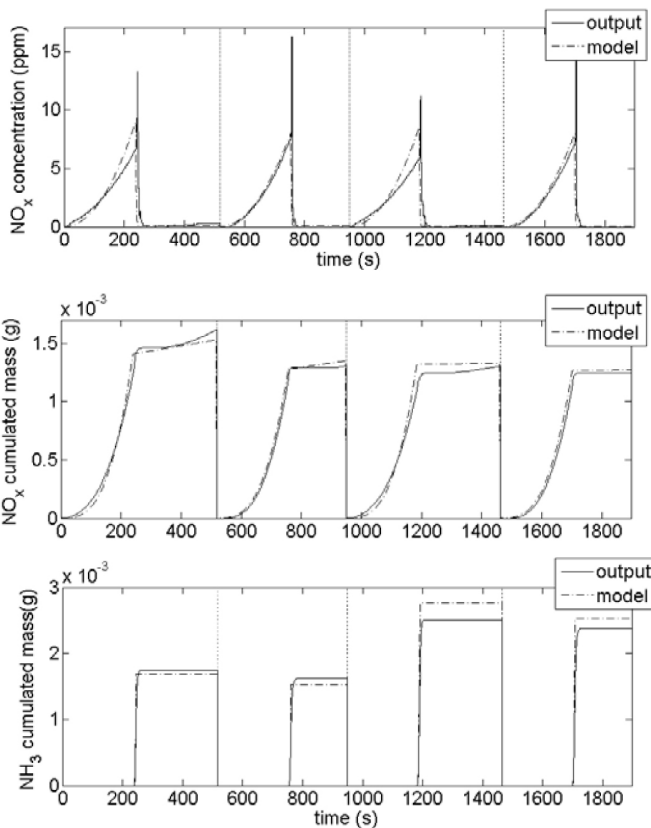 output
model
NOx concentration (ppm)
15
10
5
0
0 200 400 600 800 1000 1200 1400 1600 1800
time (s)
x 10-3
output
model
NOx cumulated mass (g)
1.5
1
0.5
0
0 200 400 600 800 1000 1200 1400 1600 1800
x 10-3
output
model
NH3 cumulated mass(g)
3
2
1
0
0 200 400 600 800 1000 1200 1400 1600 1800
time (s)